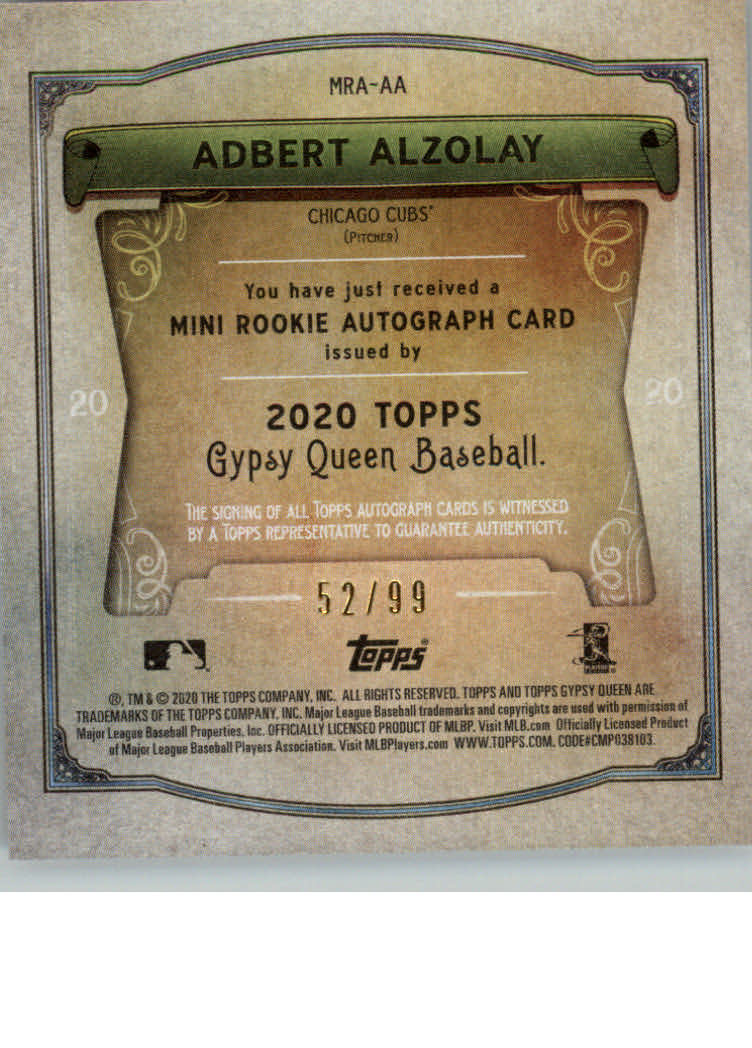 MRA-AA
ADBERT ALZOLAY
CHICAGO CUBS®
(PITCHER)
You have just received a
MINI ROOKIE AUTOGRAPH CARD
issued by
20 20
2020 TOPPS
Gypsy Queen Baseball.
THE SIGNING OF ALL TOPPS AUTOGRAPH CARDS IS WITNESSED
BY A TOPPS REPRESENTATIVE TO GUARANTEE AUTHENTICITY.
52/99
Topps®
®, TM & © 2020 THE TOPPS COMPANY, INC. ALL RIGHTS RESERVED. TOPPS AND TOPPS GYPSY QUEEN ARE
TRADEMARKS OF THE TOPPS COMPANY, INC. Major League Baseball trademarks and copyrights are used with permission of
Major League Baseball Properties, Inc. OFFICIALLY LICENSED PRODUCT OF MLBP. Visit MLB.com Officially Licensed Product
of Major League Baseball Players Association. Visit MLBPlayers.com WWW.TOPPS.COM. CODE#CMP038103.